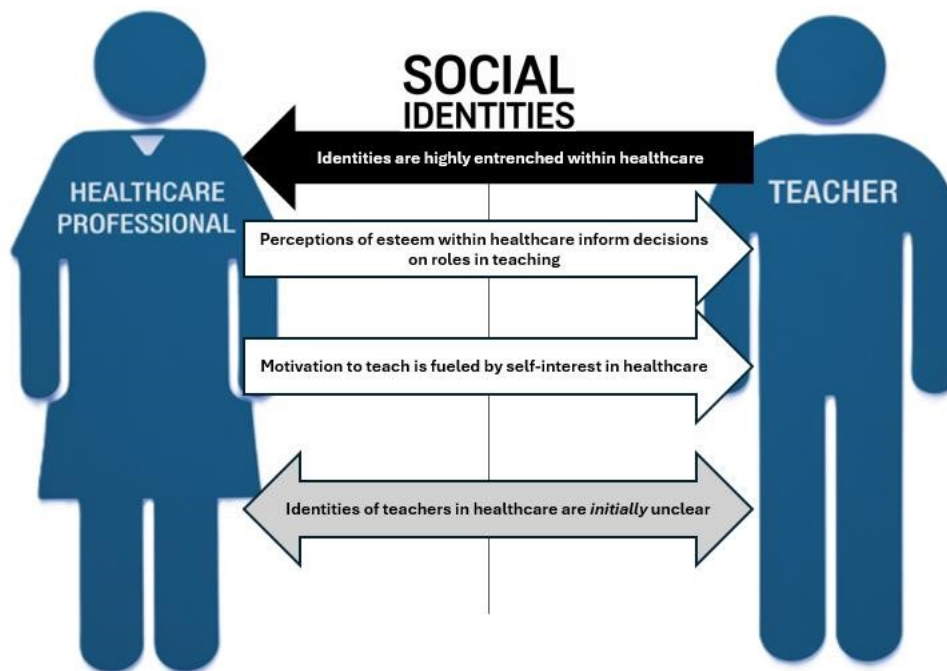 SOCIAL
IDENTITIES
Identities are highly entrenched within healthcare
HEALTHCARE
PROFESSIONAL
TEACHER
Perceptions of esteem within healthcare inform decisions
on roles in teaching
Motivation to teach is fueled by self-interest in healthcare
Identities of teachers in healthcare are initially unclear